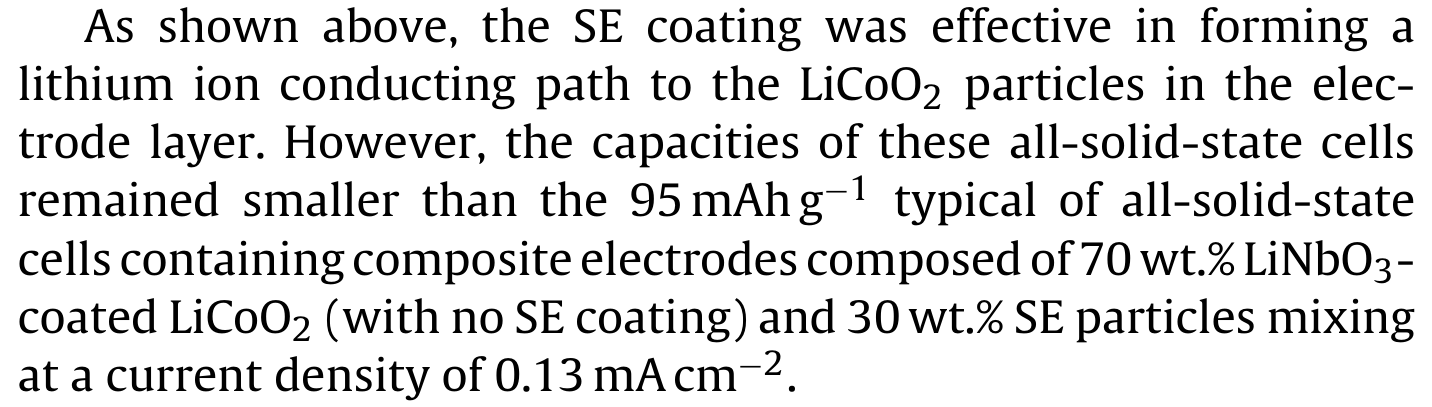 As shown above, the SE coating was effective in forming a
lithium ion conducting path to the LiCoO₂ particles in the elec-
trode layer. However, the capacities of these all-solid-state cells
remained smaller than the 95 mAh g⁻¹ typical of all-solid-state
cells containing composite electrodes composed of 70 wt.% LiNbO₃-
coated LiCoO₂ (with no SE coating) and 30 wt.% SE particles mixing
at a current density of 0.13 mA cm⁻².